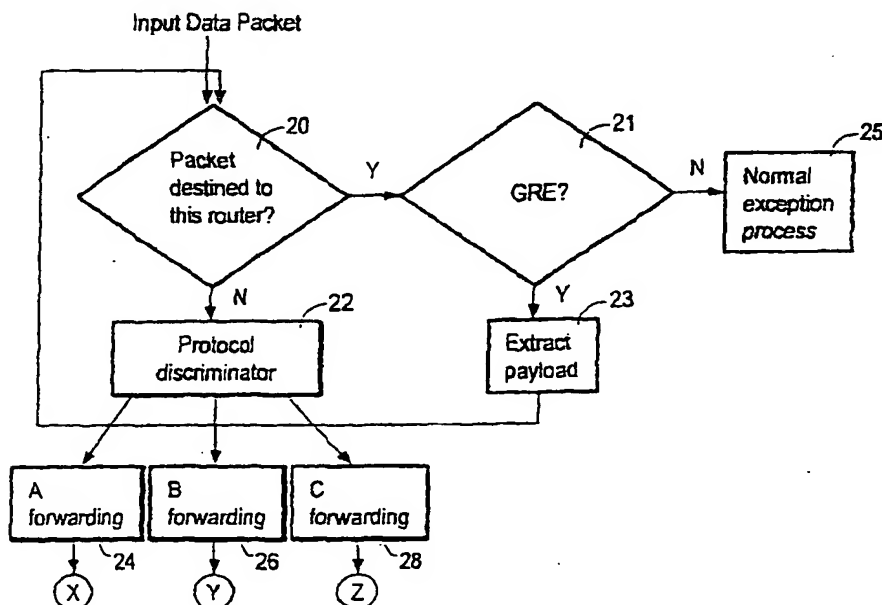 Input Data Packet
20
Packet
destined to
this router?
Y
21
GRE?
N
25
Normal
exception
process
N
22
Protocol
discriminator
Y
23
Extract
payload
A
forwarding
24
B
forwarding
26
C
forwarding
28
X
Y
Z